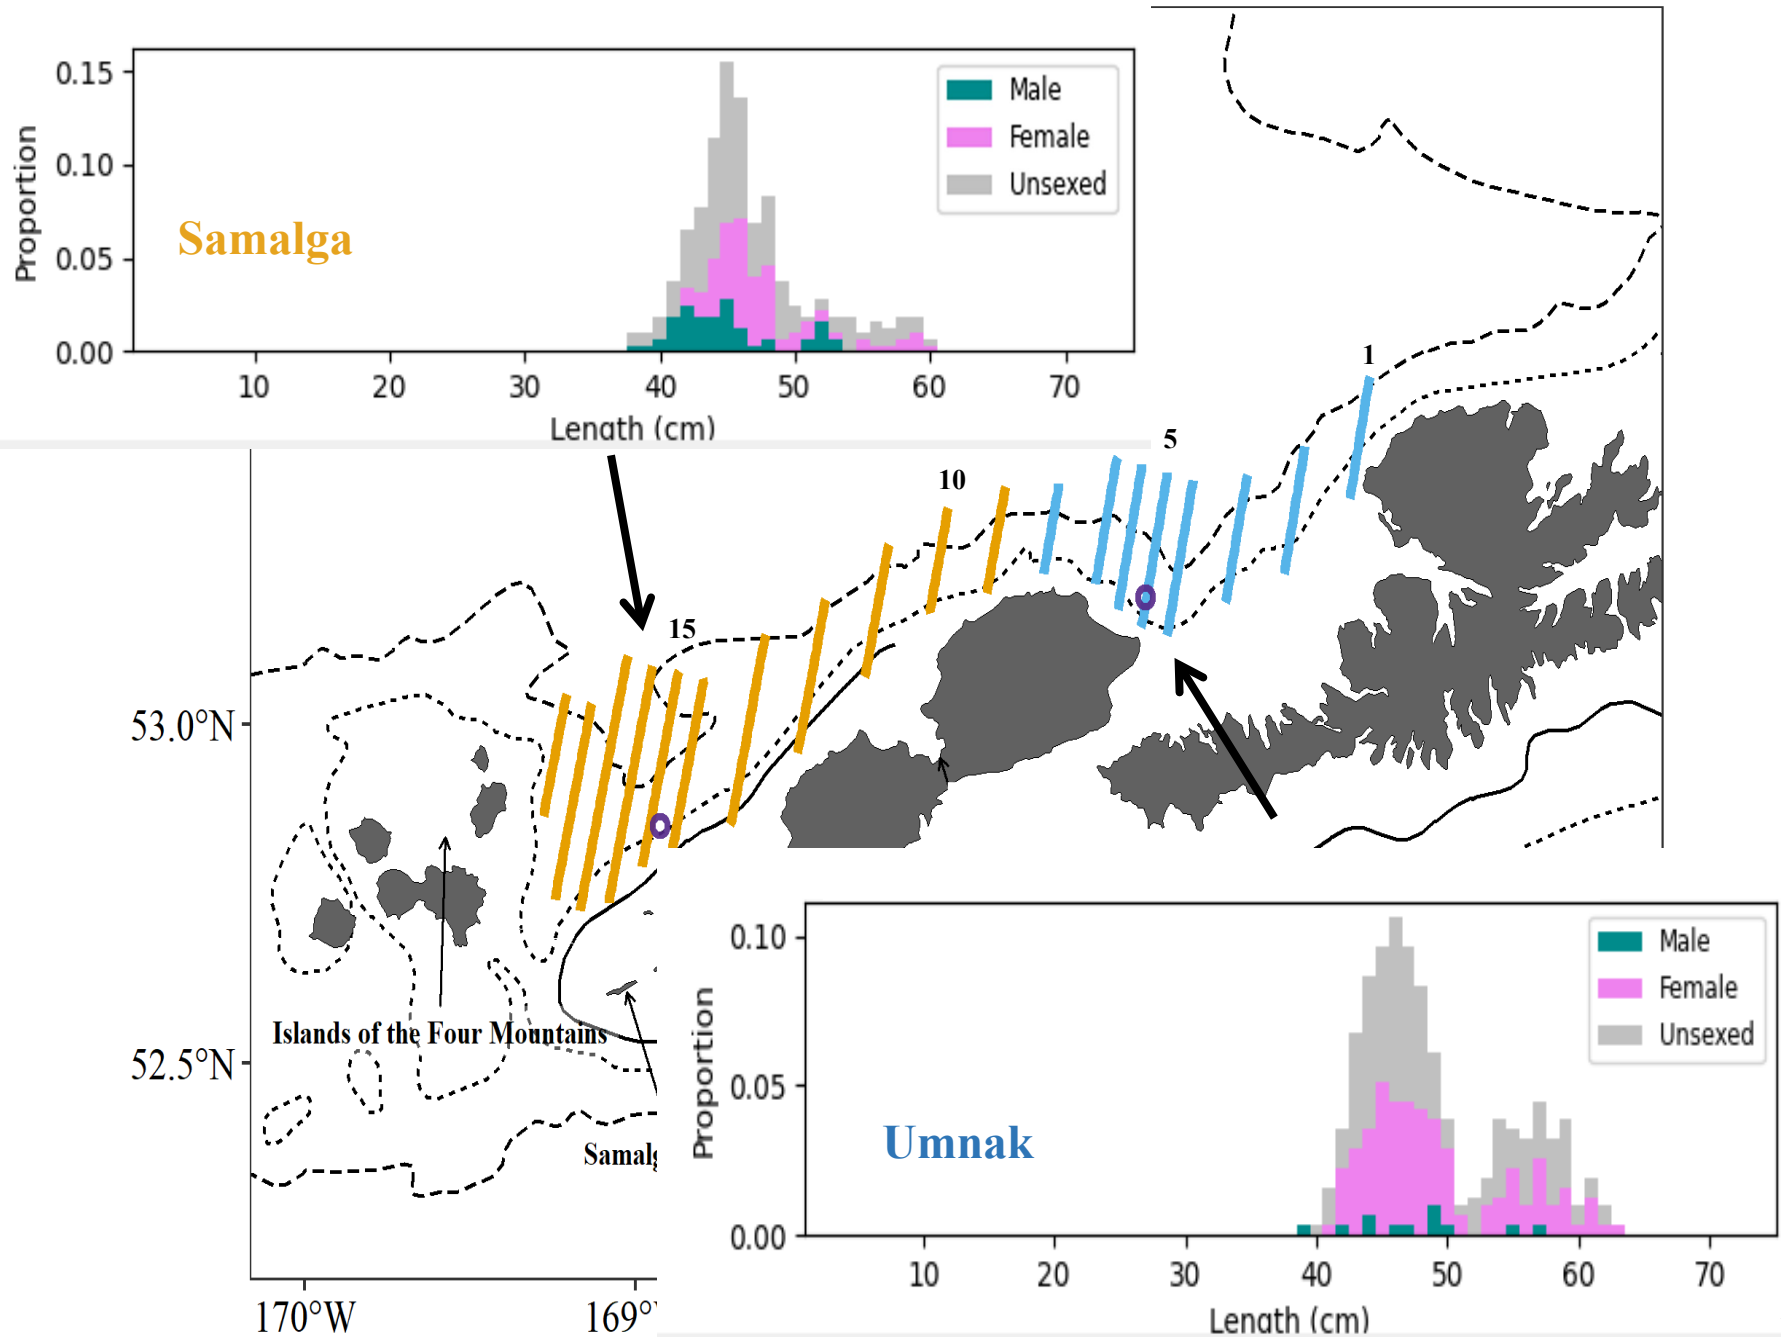 0.15
0.10
0.05
0.00
Proportion
Male
Female
Unsexed
Samalga
10 20 30 40 50 60 70
Length (cm)
1
5
10
15
53.0°N
52.5°N
Islands of the Four Mountains
Samalg
170°W
169°
0.10
0.05
0.00
Proportion
Male
Female
Unsexed
Umnak
10 20 30 40 50 60 70
Length (cm)